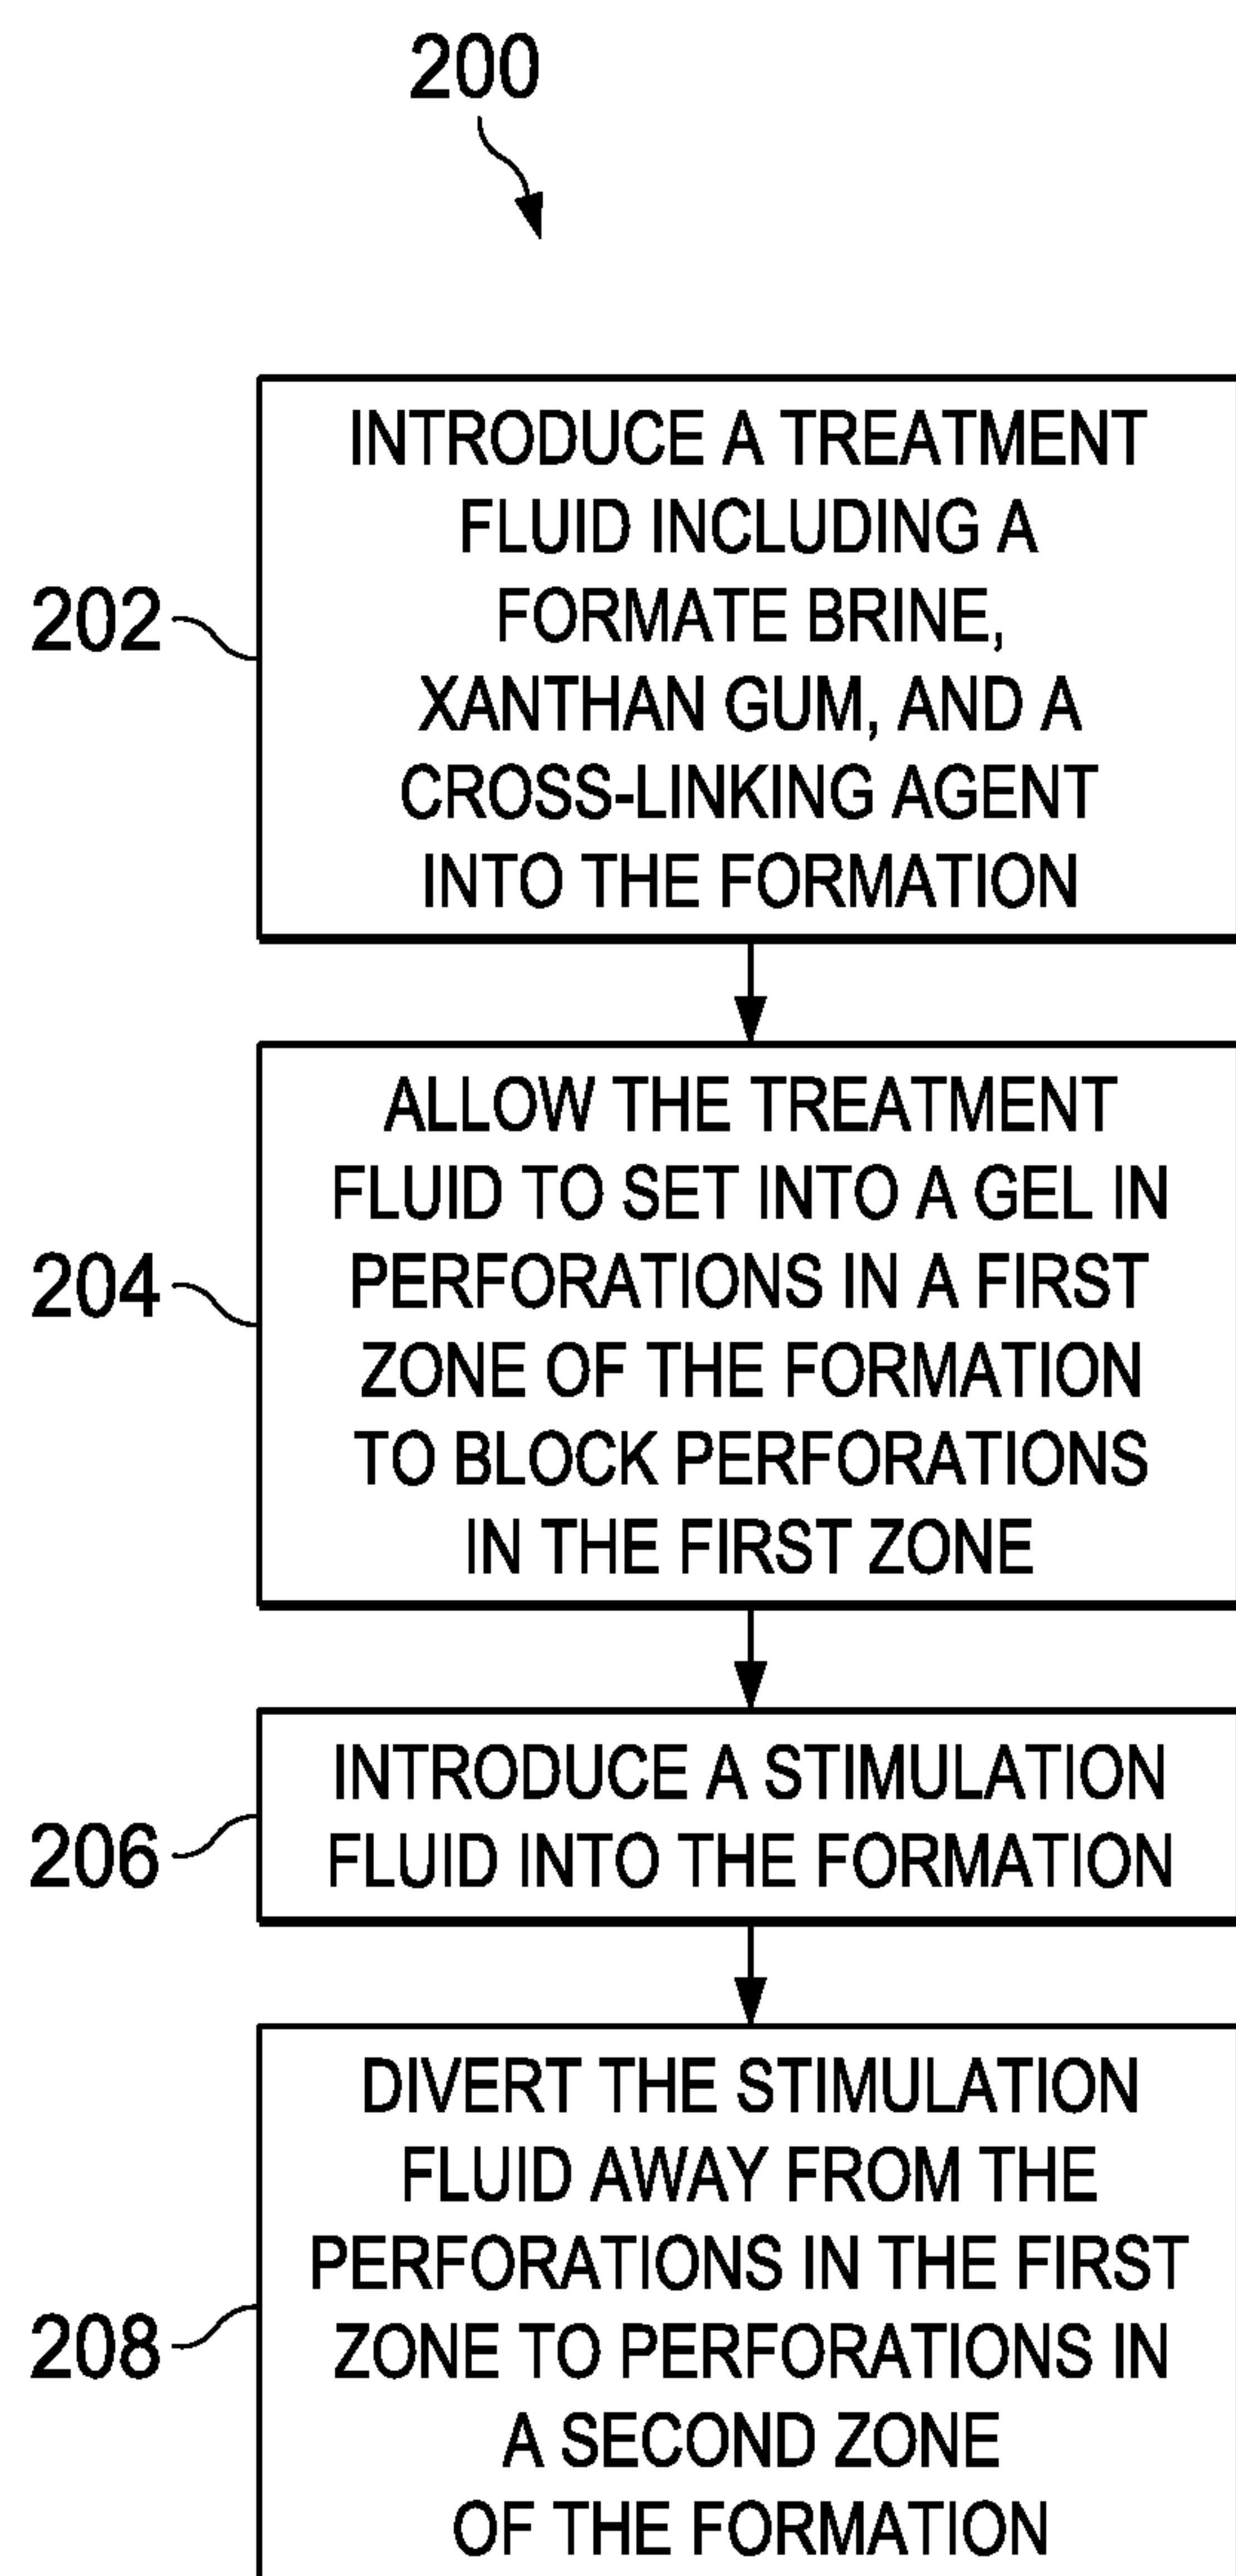 200
202
INTRODUCE A TREATMENT
FLUID INCLUDING A
FORMATE BRINE,
XANTHAN GUM, AND A
CROSS-LINKING AGENT
INTO THE FORMATION
204
ALLOW THE TREATMENT
FLUID TO SET INTO A GEL IN
PERFORATIONS IN A FIRST
ZONE OF THE FORMATION
TO BLOCK PERFORATIONS
IN THE FIRST ZONE
206
INTRODUCE A STIMULATION
FLUID INTO THE FORMATION
208
DIVERT THE STIMULATION
FLUID AWAY FROM THE
PERFORATIONS IN THE FIRST
ZONE TO PERFORATIONS IN
A SECOND ZONE
OF THE FORMATION